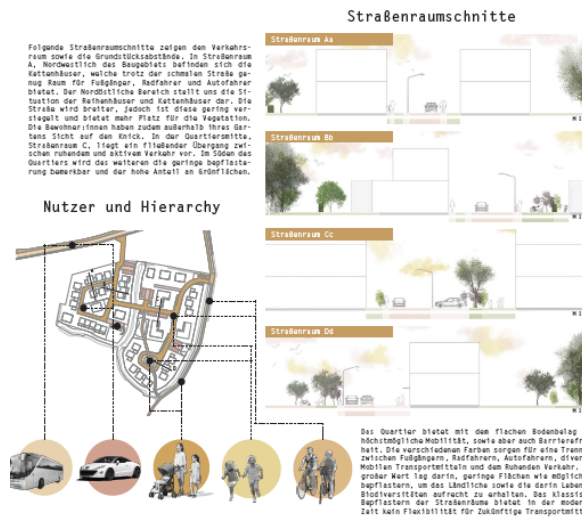 Straßenraumschnitte
Folgende Straßenraumschnitte zeigen den Verkehrs-
raum sowie die Grundstücksabstände. In Straßenraum
A, Nordwestlich des Baugebiets befinden sich die
Kettenhäuser, welche trotz der schmalen Straße ge-
nug Raum für Fußgänger, Radfahrer und Autofahrer
bietet. Der Nordöstliche Bereich stellt uns die Si-
tuation der Reihenhäuser und Kettenhäuser dar. Die
Straße wird breiter, jedoch ist diese gering ver-
siegelt und bietet mehr Platz für die Vegetation.
Die Bewohner:innen haben zudem außerhalb ihres Gar-
tens Sicht auf den Knick. In der Quartiersmitte,
Straßenraum C, liegt ein fließender Übergang zwi-
schen ruhendem und aktivem Verkehr vor. Im Süden des
Quartiers wird des weiteren die geringe bepflaste-
rung bemerkbar und der hohe Anteil an Grünflächen.
Straßenraum Aa
M 1
Straßenraum Bb
M 1
Straßenraum Cc
M 1
Straßenraum Dd
M 1
Nutzer und Hierarchy
Das Quartier bietet mit dem flachen Bodenbelag
höchstmögliche Mobilität, sowie aber auch Barrierefr
heit. Die verschiedenen Farben sorgen für eine Trenn
zwischen Fußgängern, Radfahrern, Autofahrern, diver
Mobilen Transportmitteln und dem Ruhenden Verkehr.
großer Wert lag darin, geringe Flächen wie möglich
bepflastern, um das Ländliche sowie die darin Leben
Biodiversitäten aufrecht zu erhalten. Das klassis
Bepflastern der Straßenräume bietet in der moder
Zeit kein Flexibilität für Zukünftige Transportmit